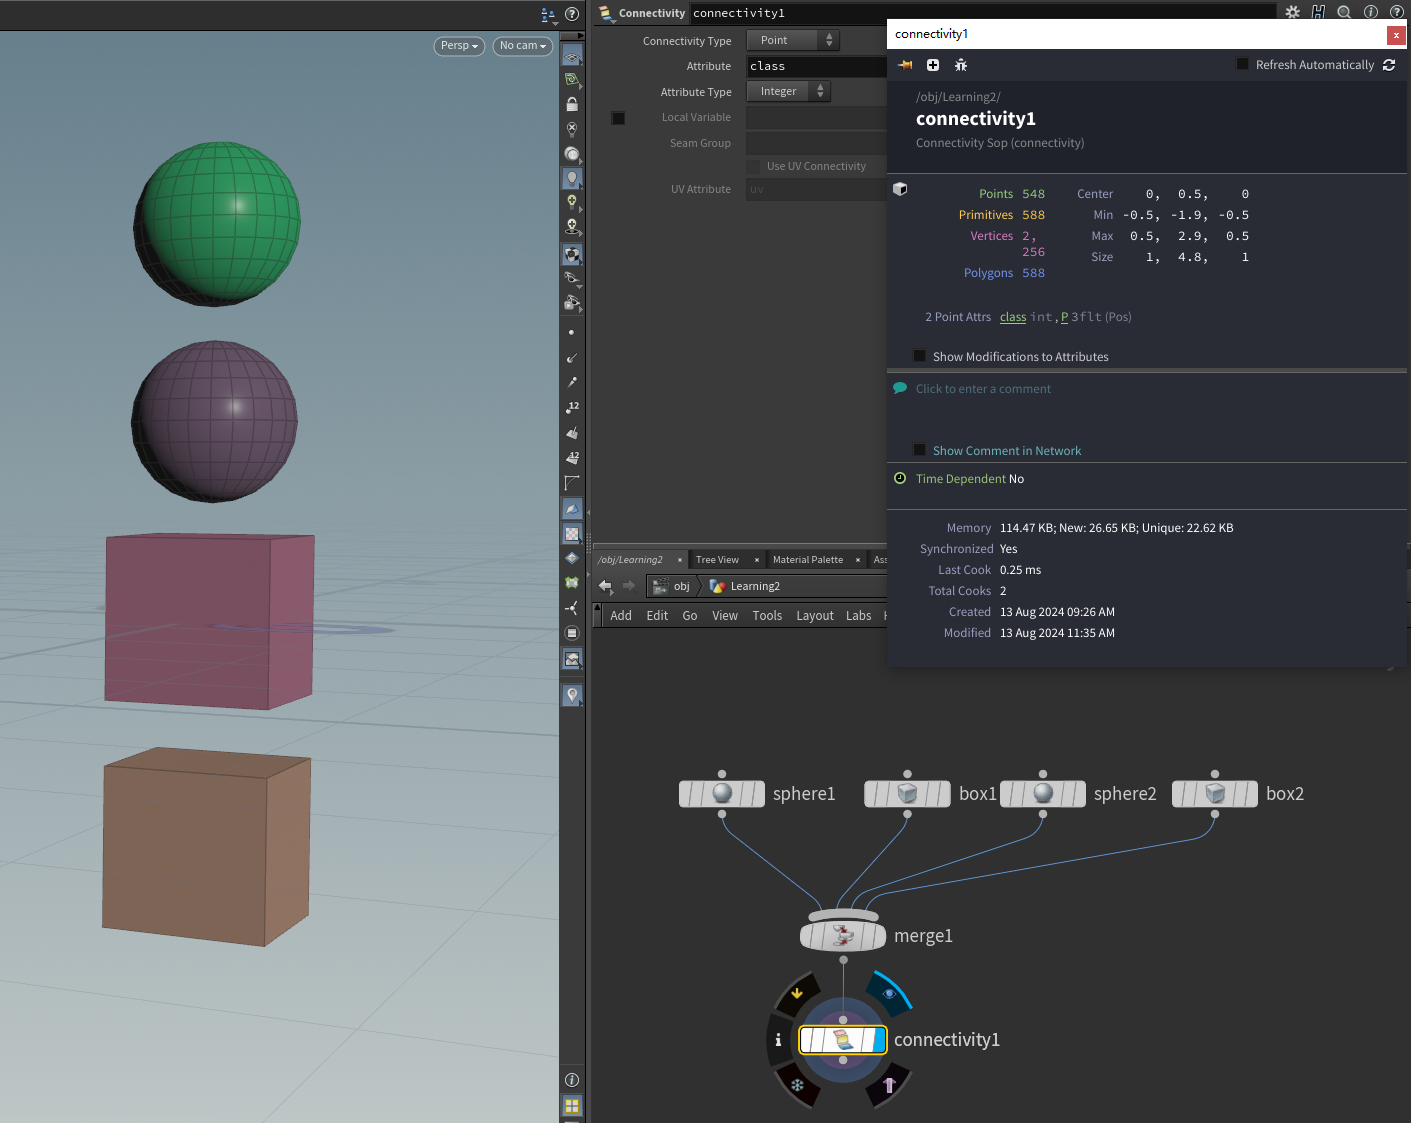 Persp
No cam
Connectivity connectivity1
Connectivity Type Point
Attribute class
Attribute Type Integer
Local Variable
Seam Group
Use UV Connectivity
UV Attribute uv
connectivity1
Refresh Automatically
/obj/Learning2/
connectivity1
Connectivity Sop (connectivity)
Points 548 Center 0, 0.5, 0
Primitives 588 Min -0.5, -1.9, -0.5
Vertices 2, Max 0.5, 2.9, 0.5
256 Size 1, 4.8, 1
Polygons 588
2 Point Attrs class int, P 3flt (Pos)
Show Modifications to Attributes
Click to enter a comment
Show Comment in Network
Time Dependent No
Memory 114.47 KB; New: 26.65 KB; Unique: 22.62 KB
Synchronized Yes
Last Cook 0.25 ms
Total Cooks 2
Created 13 Aug 2024 09:26 AM
Modified 13 Aug 2024 11:35 AM
12
12
/obj/Learning2 × Tree View × Material Palette × Ass
obj Learning2
Add Edit Go View Tools Layout Labs H
sphere1 box1 sphere2 box2
merge1
connectivity1